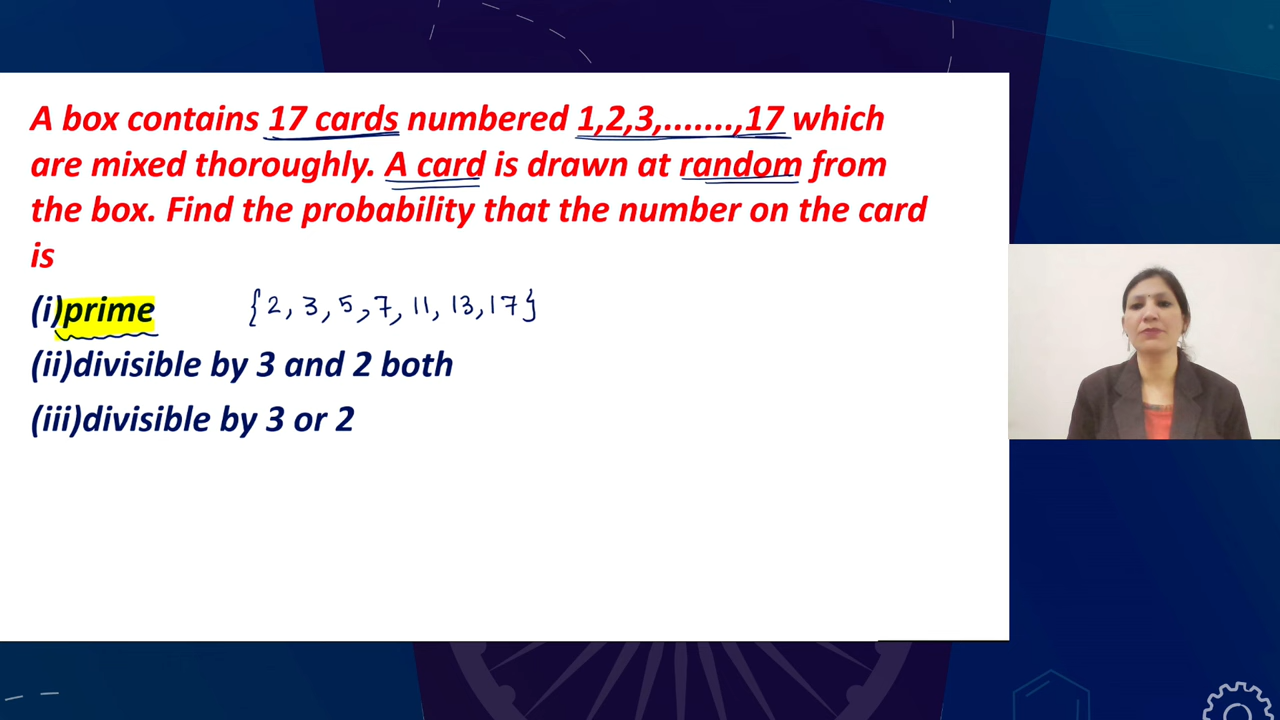 A box contains 17 cards numbered 1,2,3,.......,17 which
are mixed thoroughly. A card is drawn at random from
the box. Find the probability that the number on the card
is
(i)prime {2, 3, 5, 7, 11, 13, 17}
(ii)divisible by 3 and 2 both
(iii)divisible by 3 or 2